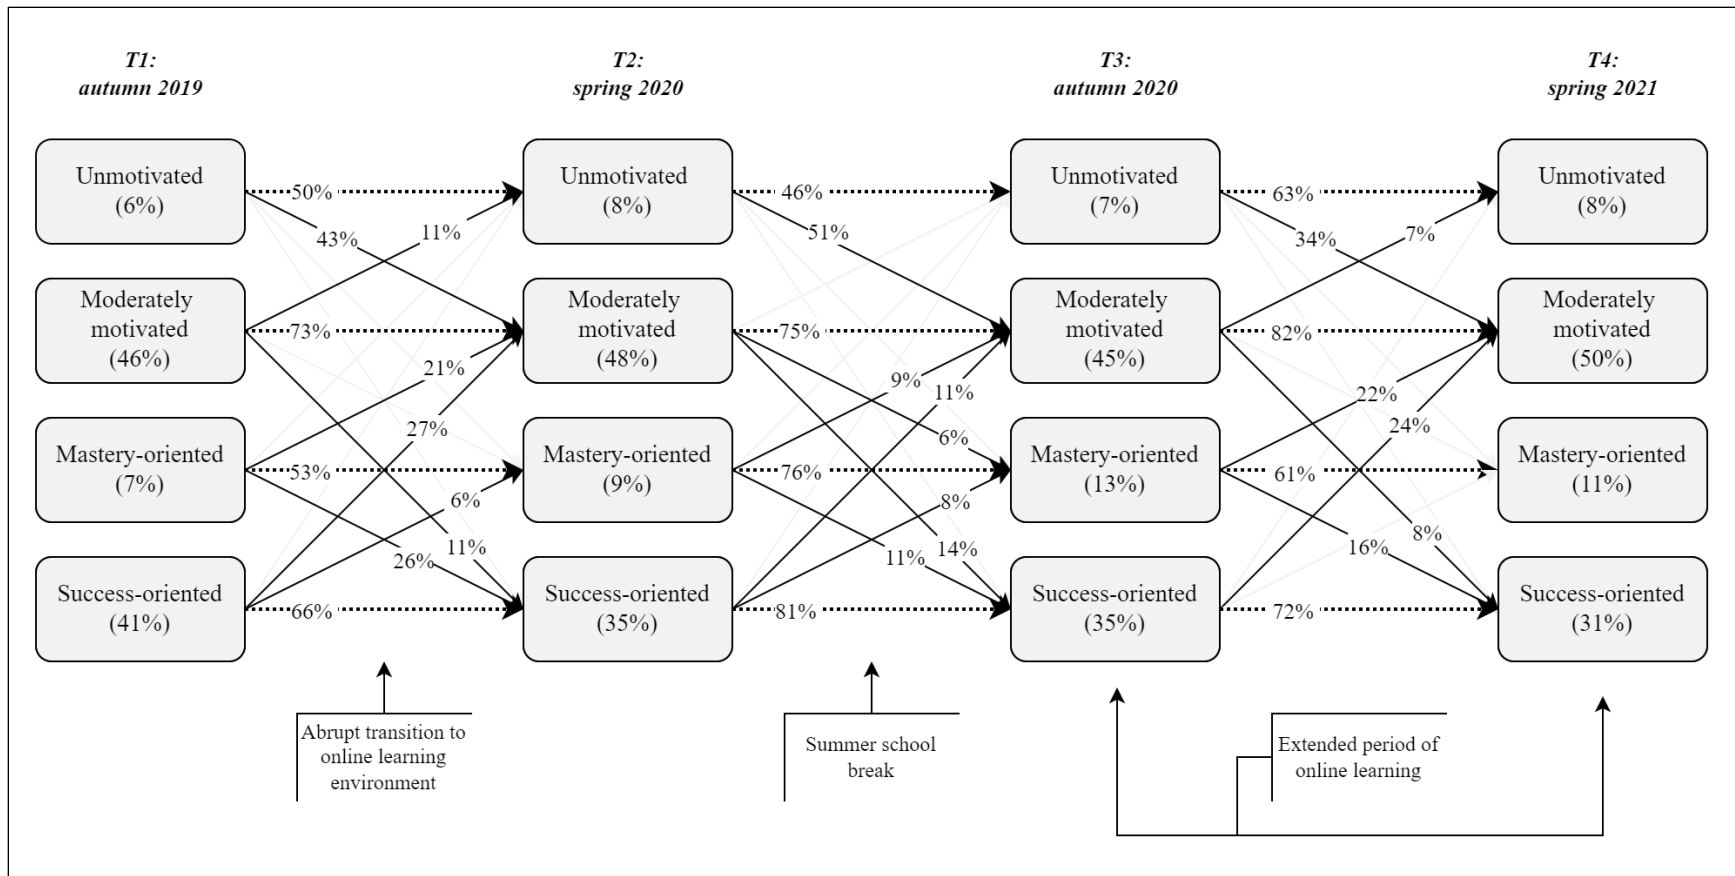 T1:
autumn 2019
T2:
spring 2020
T3:
autumn 2020
T4:
spring 2021
Unmotivated
(6%)
50%
43%
11%
Unmotivated
(8%)
46%
51%
Unmotivated
(7%)
63%
34%
7%
Unmotivated
(8%)
Moderately
motivated
(46%)
73%
21%
27%
Moderately
motivated
(48%)
75%
9%
11%
6%
Moderately
motivated
(45%)
82%
22%
24%
Moderately
motivated
(50%)
Mastery-oriented
(7%)
53%
6%
11%
26%
Mastery-oriented
(9%)
76%
8%
14%
11%
Mastery-oriented
(13%)
61%
8%
16%
Mastery-oriented
(11%)
Success-oriented
(41%)
66%
Success-oriented
(35%)
81%
Success-oriented
(35%)
72%
Success-oriented
(31%)
Abrupt transition to
online learning
environment
Summer school
break
Extended period of
online learning